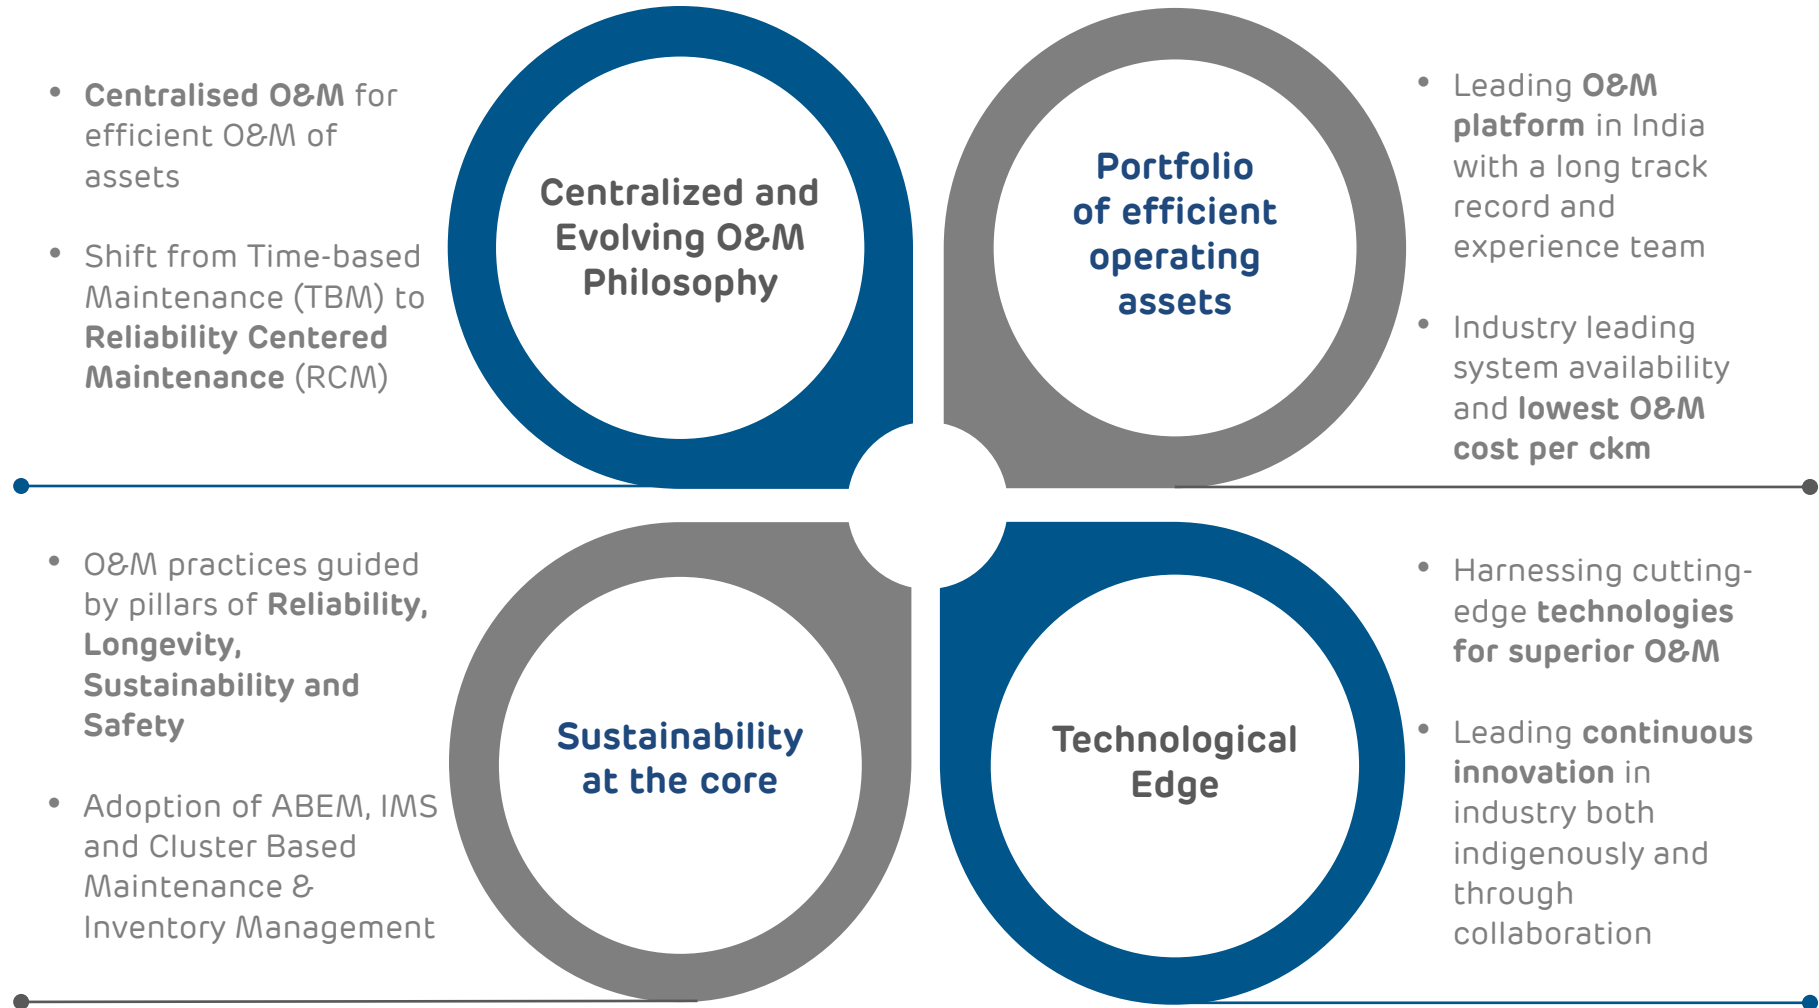 • Centralised O&M for
efficient O&M of
assets
• Shift from Time-based
Maintenance (TBM) to
Reliability Centered
Maintenance (RCM)
Centralized and
Evolving O&M
Philosophy
Portfolio
of efficient
operating
assets
• Leading O&M
platform in India
with a long track
record and
experience team
• Industry leading
system availability
and lowest O&M
cost per ckm
• O&M practices guided
by pillars of Reliability,
Longevity,
Sustainability and
Safety
• Adoption of ABEM, IMS
and Cluster Based
Maintenance &
Inventory Management
Sustainability
at the core
Technological
Edge
• Harnessing cutting-
edge technologies
for superior O&M
• Leading continuous
innovation in
industry both
indigenously and
through
collaboration